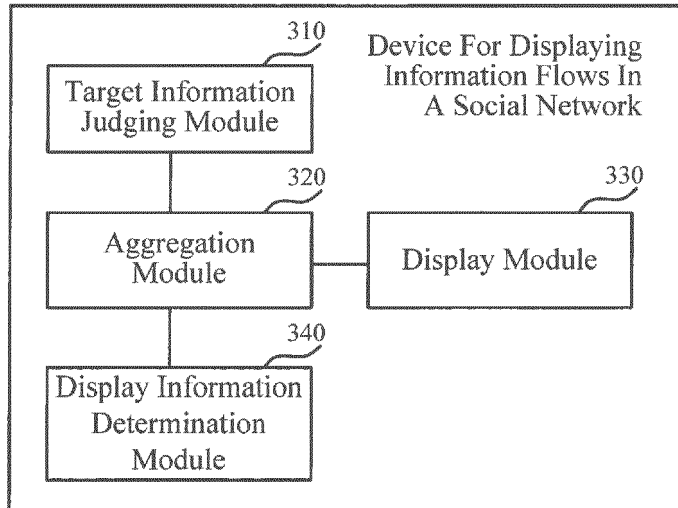 310
Device For Displaying
Information Flows In
A Social Network
Target Information
Judging Module
320
330
Aggregation
Module
Display Module
340
Display Information
Determination
Module